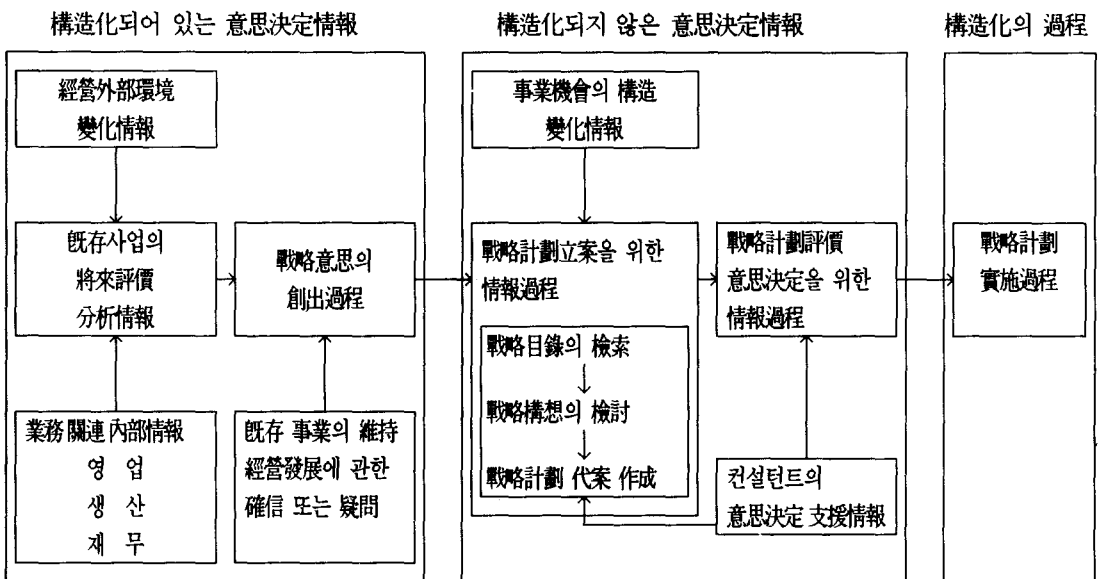 構造化되어 있는 意思決定情報
構造化되지 않은 意思決定情報
構造化의 過程
經營外部環境
變化情報
事業機會의 構造
變化情報
旣存사업의
將來評價
分析情報
戰略意思의
創出過程
戰略計劃立案을 위한
情報過程
戰略計劃評價
意思決定을 위한
情報過程
戰略計劃
實施過程
戰略目錄의 檢索
戰略構想의 檢討
戰略計劃 代案 作成
業務關連內部情報
영 업
생 산
재 무
旣存 事業의 維持
經營發展에 관한
確信 또는 疑問
컨설턴트의
意思決定 支援情報